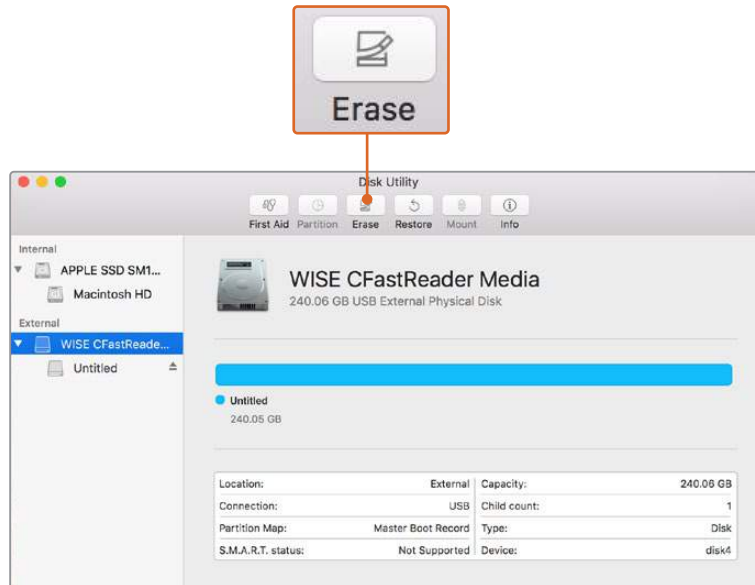 Erase
Disk Utility
First Aid Partition Erase Restore Mount Info
Internal
APPLE SSD SM1...
Macintosh HD
External
WISE CFastReade...
Untitled
WISE CFastReader Media
240.06 GB USB External Physical Disk
Untitled
240.05 GB
Location: External Capacity: 240.06 GB
Connection: USB Child count: 1
Partition Map: Master Boot Record Type: Disk
S.M.A.R.T. status: Not Supported Device: disk4